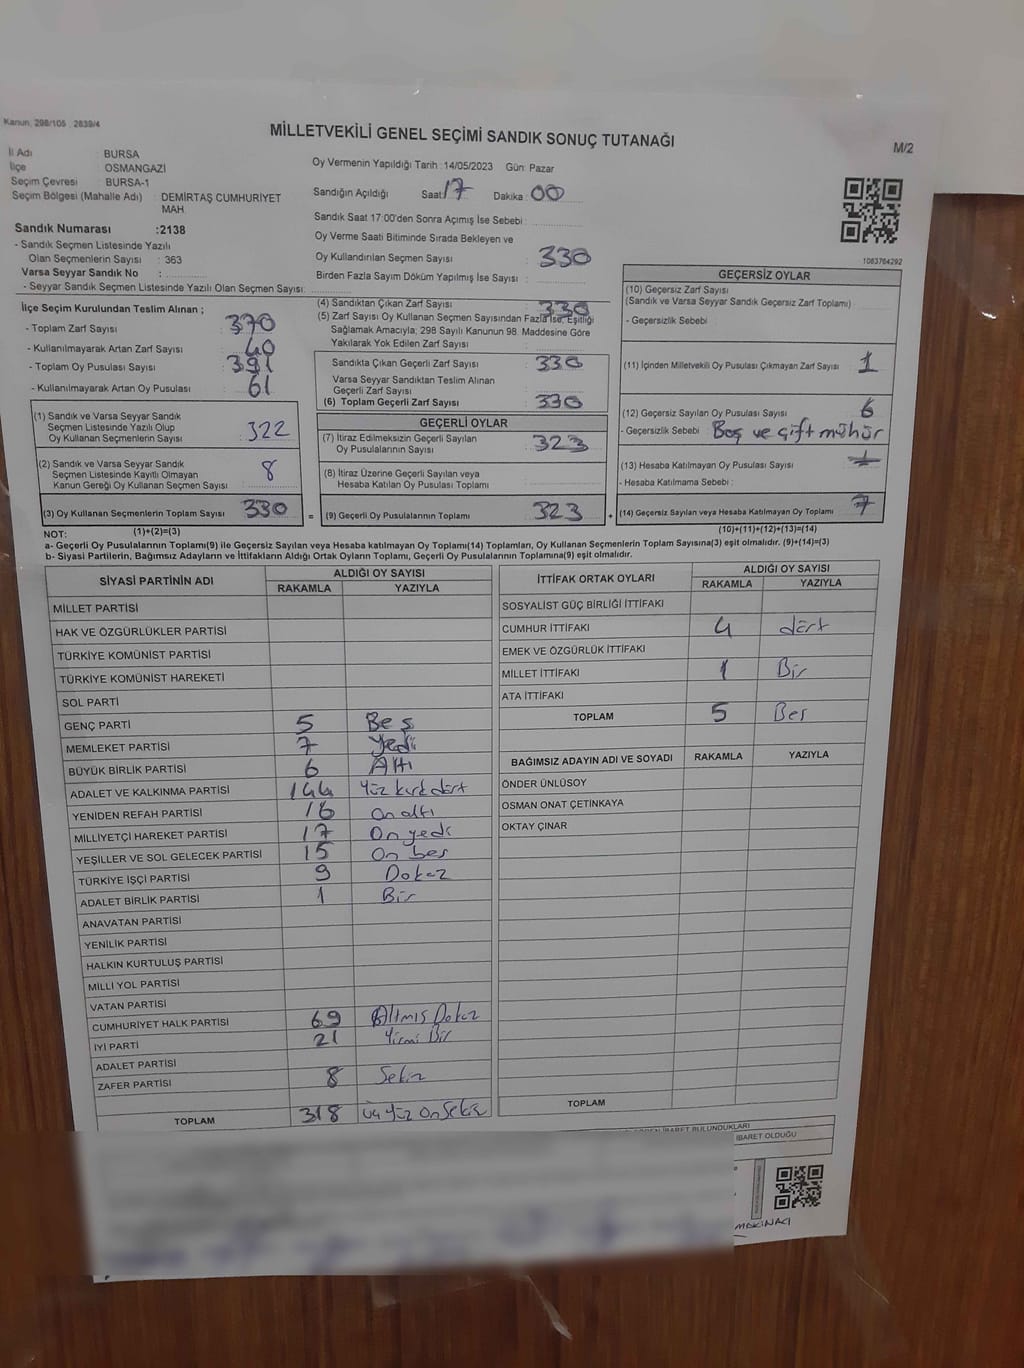 Kanun: 298/105 2839/4
MİLLETVEKİLİ GENEL SEÇİMİ SANDIK SONUÇ TUTANAĞI
M/2
İl Adı : BURSA
İlçe : OSMANGAZİ
Seçim Çevresi : BURSA-1
Seçim Bölgesi (Mahalle Adı) : DEMİRTAŞ CUMHURİYET
MAH.
Sandık Numarası :2138
- Sandık Seçmen Listesinde Yazılı
Olan Seçmenlerin Sayısı : 363
Varsa Seyyar Sandık No :
- Seyyar Sandık Seçmen Listesinde Yazılı Olan Seçmen Sayısı:
Oy Vermenin Yapıldığı Tarih :14/05/2023 Gün: Pazar
Sandığın Açıldığı Saat: 17 Dakika : 00
Sandık Saat 17:00'den Sonra Açımış İse Sebebi :
Oy Verme Saati Bitiminde Sırada Bekleyen ve
Oy Kullandırılan Seçmen Sayısı : 330
Birden Fazla Sayım Döküm Yapılmış İse Sayısı :
1083764292
İlçe Seçim Kurulundan Teslim Alınan ;
- Toplam Zarf Sayısı : 370
- Kullanılmayarak Artan Zarf Sayısı : 40
- Toplam Oy Pusulası Sayısı : 391
- Kullanılmayarak Artan Oy Pusulası : 61
(1) Sandık ve Varsa Seyyar Sandık
Seçmen Listesinde Yazılı Olup
Oy Kullanan Seçmenlerin Sayısı : 322
(2) Sandık ve Varsa Seyyar Sandık
Seçmen Listesinde Kayıtlı Olmayan
Kanun Gereği Oy Kullanan Seçmen Sayısı : 8
(3) Oy Kullanan Seçmenlerin Toplam Sayısı : 330
(4) Sandıktan Çıkan Zarf Sayısı : 330
(5) Zarf Sayısı Oy Kullanan Seçmen Sayısından Fazla İse, Eşitliği
Sağlamak Amacıyla; 298 Sayılı Kanunun 98. Maddesine Göre
Yakılarak Yok Edilen Zarf Sayısı :
Sandıkta Çıkan Geçerli Zarf Sayısı : 330
Varsa Seyyar Sandıktan Teslim Alınan
Geçerli Zarf Sayısı :
(6) Toplam Geçerli Zarf Sayısı : 330
GEÇERLİ OYLAR
(7) İtiraz Edilmeksizin Geçerli Sayılan
Oy Pusulalarının Sayısı : 323
(8) İtiraz Üzerine Geçerli Sayılan veya
Hesaba Katılan Oy Pusulası Toplamı :
= (9) Geçerli Oy Pusulalarının Toplamı : 323 +
GEÇERSİZ OYLAR
(10) Geçersiz Zarf Sayısı
(Sandık ve Varsa Seyyar Sandık Geçersiz Zarf Toplamı)
- Geçersizlik Sebebi :
(11) İçinden Milletvekili Oy Pusulası Çıkmayan Zarf Sayısı : 1
(12) Geçersiz Sayılan Oy Pusulası Sayısı : 6
- Geçersizlik Sebebi : Boş ve çift mühür
(13) Hesaba Katılmayan Oy Pusulası Sayısı :
- Hesaba Katılmama Sebebi :
(14) Geçersiz Sayılan veya Hesaba Katılmayan Oy Toplamı : 7
NOT: (1)+(2)=(3)
(10)+(11)+(12)+(13)=(14)
a- Geçerli Oy Pusulalarının Toplamı(9) ile Geçersiz Sayılan veya Hesaba katılmayan Oy Toplamı(14) Toplamları, Oy Kullanan Seçmenlerin Toplam Sayısına(3) eşit olmalıdır. (9)+(14)=(3)
b- Siyasi Partilerin, Bağımsız Adayların ve İttifakların Aldığı Ortak Oyların Toplamı, Geçerli Oy Pusulalarının Toplamına(9) eşit olmalıdır.
SİYASİ PARTİNİN ADI ALDIĞI OY SAYISI
RAKAMLA YAZIYLA
MİLLET PARTİSİ
HAK VE ÖZGÜRLÜKLER PARTİSİ
TÜRKİYE KOMÜNİST PARTİSİ
TÜRKİYE KOMÜNİST HAREKETİ
SOL PARTİ
GENÇ PARTİ 5 Beş
MEMLEKET PARTİSİ 7 Yedi
BÜYÜK BİRLİK PARTİSİ 6 Altı
ADALET VE KALKINMA PARTİSİ 144 Yüz kırk dört
YENİDEN REFAH PARTİSİ 16 On altı
MİLLİYETÇİ HAREKET PARTİSİ 17 On yedi
YEŞİLLER VE SOL GELECEK PARTİSİ 15 On beş
TÜRKİYE İŞÇİ PARTİSİ 9 Dokuz
ADALET BİRLİK PARTİSİ 1 Bir
ANAVATAN PARTİSİ
YENİLİK PARTİSİ
HALKIN KURTULUŞ PARTİSİ
MİLLİ YOL PARTİSİ
VATAN PARTİSİ
CUMHURİYET HALK PARTİSİ 69 Altmış Dokuz
İYİ PARTİ 21 Yirmi Bir
ADALET PARTİSİ
ZAFER PARTİSİ 8 Sekiz
TOPLAM 318 üç Yüz On Sekiz
İTTİFAK ORTAK OYLARI ALDIĞI OY SAYISI
RAKAMLA YAZIYLA
SOSYALİST GÜÇ BİRLİĞİ İTTİFAKI
CUMHUR İTTİFAKI 4 dört
EMEK VE ÖZGÜRLÜK İTTİFAKI
MİLLET İTTİFAKI 1 Bir
ATA İTTİFAKI
TOPLAM 5 Beş
BAĞIMSIZ ADAYIN ADI VE SOYADI RAKAMLA YAZIYLA
ÖNDER ÜNLÜSOY
OSMAN ONAT ÇETİNKAYA
OKTAY ÇINAR
TOPLAM
İBARET BULUNDUKLARI
İBARET OLDUĞU